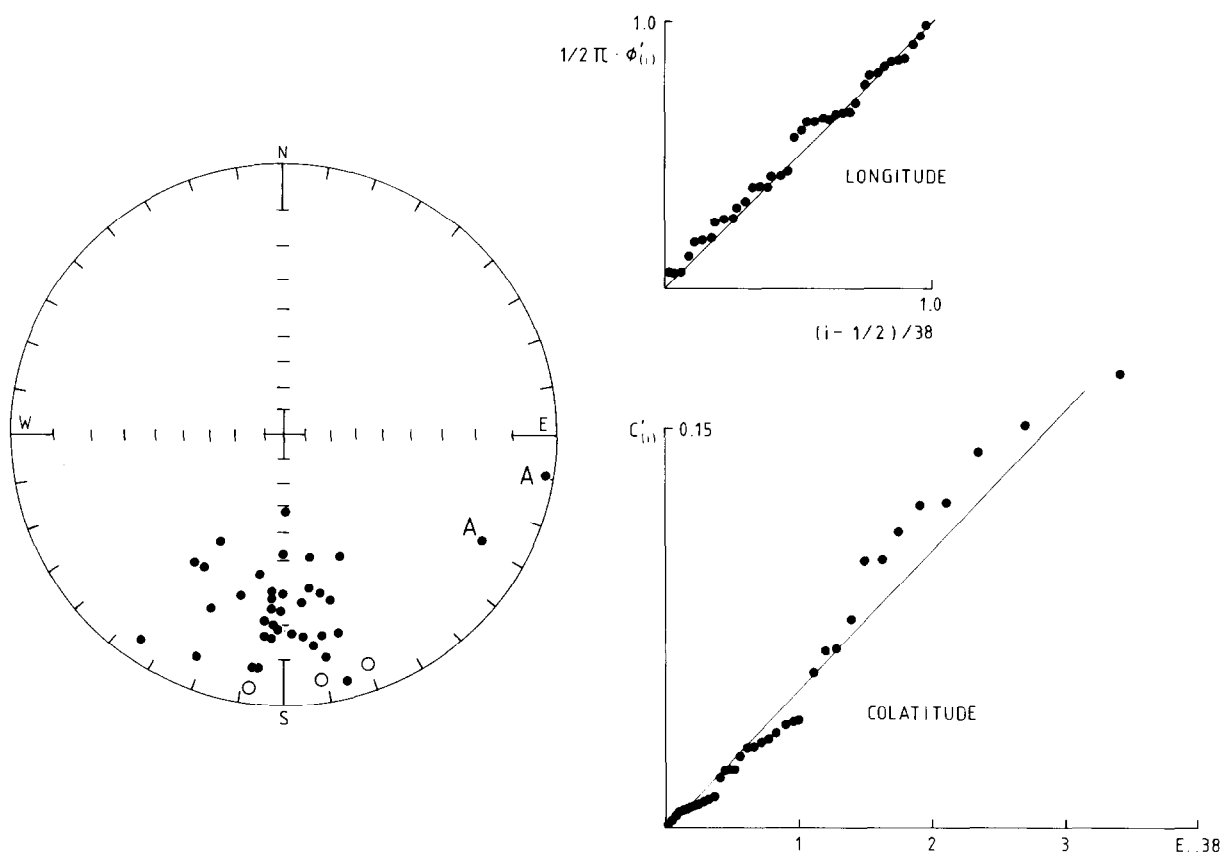 N
W
E
A
A
S
1.0
1/2 Π · φ'(i)
LONGITUDE
1.0
(i - 1/2)/38
C'(i)
0.15
COLATITUDE
1
2
3
E..38